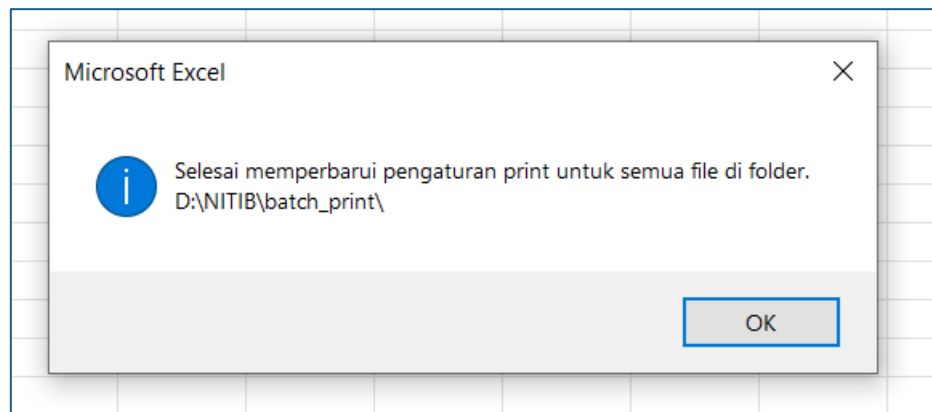 Microsoft Excel
Selesai memperbarui pengaturan print untuk semua file di folder.
D:\NITIB\batch_print\
OK